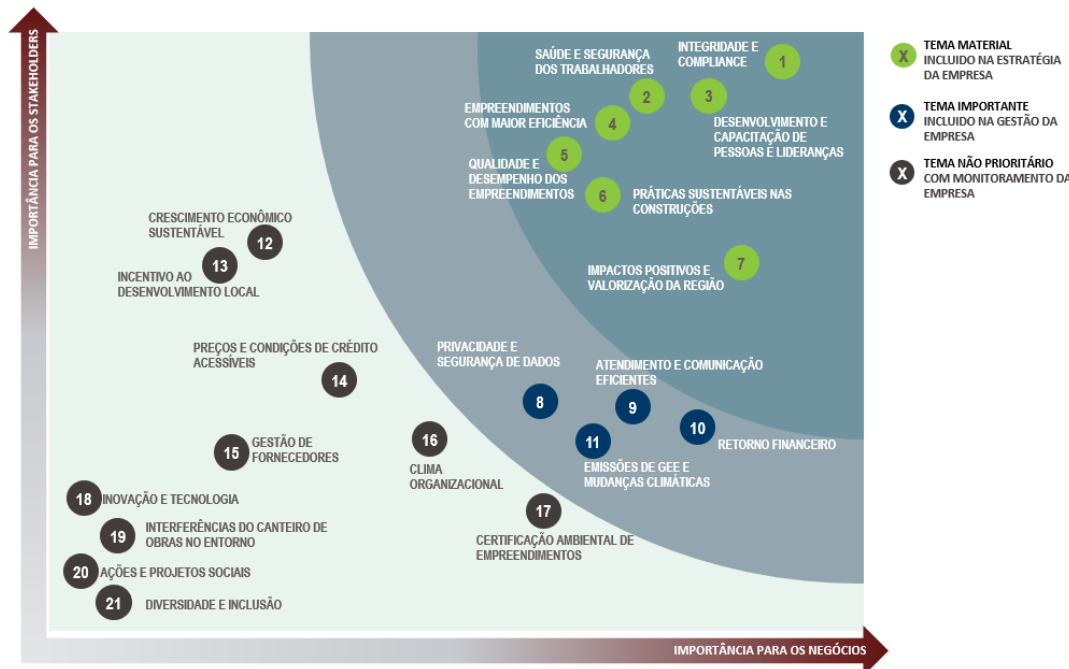 IMPORTÂNCIA PARA OS STAKEHOLDERS
INTEGRIDADE E
COMPLIANCE
1
SAÚDE E SEGURANÇA
DOS TRABALHADORES
2
3
DESENVOLVIMENTO E
CAPACITAÇÃO DE
PESSOAS E LIDERANÇAS
EMPREENDIMENTOS
COM MAIOR EFICIÊNCIA
4
5
QUALIDADE E
DESEMPENHO DOS
EMPREENDIMENTOS
6
PRÁTICAS SUSTENTÁVEIS NAS
CONSTRUÇÕES
7
IMPACTOS POSITIVOS E
VALORIZAÇÃO DA REGIÃO
CRESCIMENTO ECONÔMICO
SUSTENTÁVEL
12
13
INCENTIVO AO
DESENVOLVIMENTO LOCAL
PREÇOS E CONDIÇÕES DE CRÉDITO
ACESSÍVEIS
14
PRIVACIDADE E
SEGURANÇA DE DADOS
8
ATENDIMENTO E COMUNICAÇÃO
EFICIENTES
9
10
RETORNO FINANCEIRO
11
EMISSÕES DE GEE E
MUDANÇAS CLIMÁTICAS
15
GESTÃO DE
FORNECEDORES
16
CLIMA
ORGANIZACIONAL
17
CERTIFICAÇÃO AMBIENTAL DE
EMPREENDIMENTOS
18
INOVAÇÃO E TECNOLOGIA
19
INTERFERÊNCIAS DO CANTEIRO DE
OBRAS NO ENTORNO
20
AÇÕES E PROJETOS SOCIAIS
21
DIVERSIDADE E INCLUSÃO
IMPORTÂNCIA PARA OS NEGÓCIOS
X
TEMA MATERIAL
INCLUIDO NA ESTRATÉGIA
DA EMPRESA
X
TEMA IMPORTANTE
INCLUIDO NA GESTÃO DA
EMPRESA
X
TEMA NÃO PRIORITÁRIO
COM MONITORAMENTO DA
EMPRESA